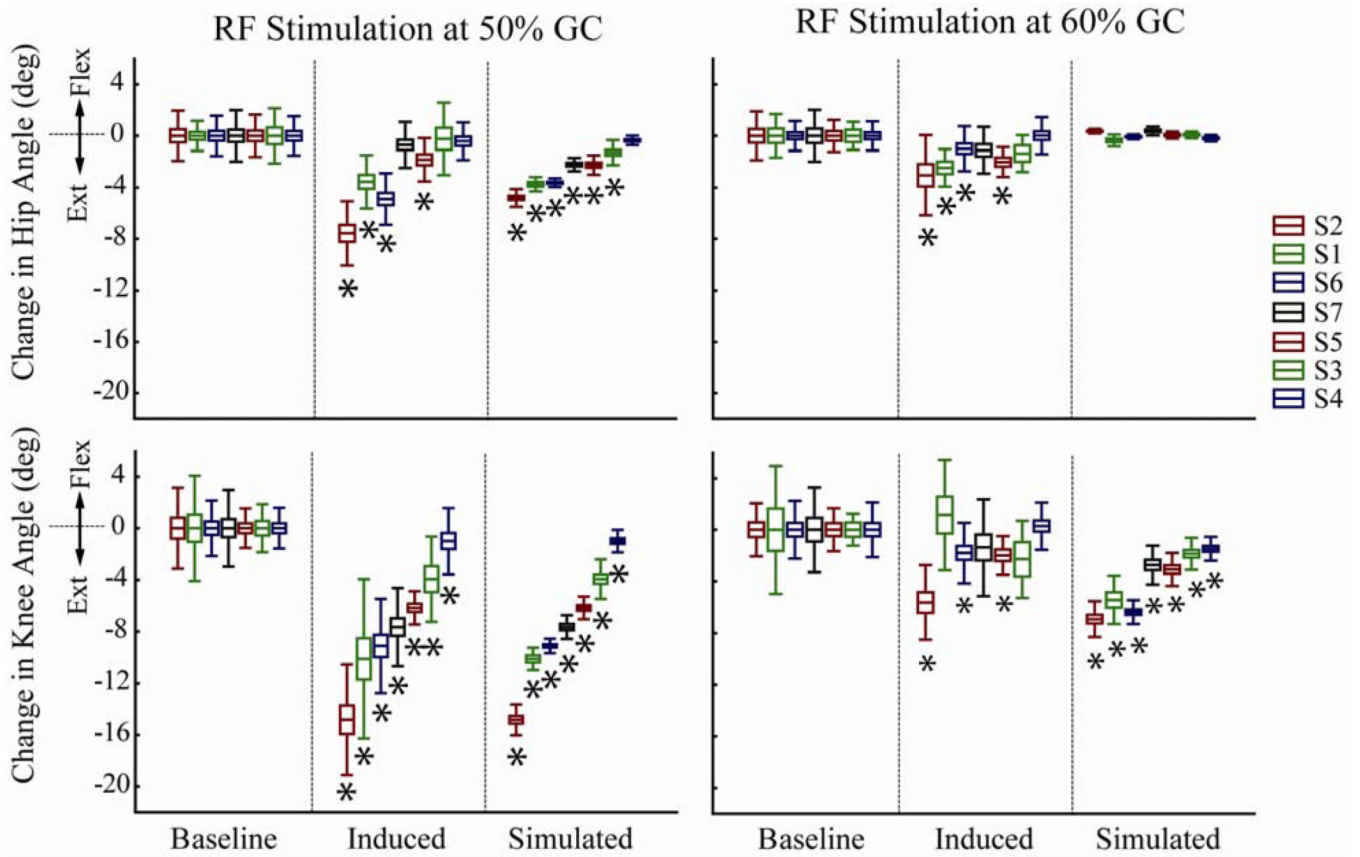 RF Stimulation at 50% GC
RF Stimulation at 60% GC
Change in Hip Angle (deg)
Ext Flex
4
0
-4
-8
-12
-16
-20
* * * *
* * * * * *
* * * *
S2
S1
S6
S7
S5
S3
S4
Change in Knee Angle (deg)
Ext Flex
4
0
-4
-8
-12
-16
-20
* * * * * * *
* * * * * * *
* * *
* * * * * * *
Baseline Induced Simulated
Baseline Induced Simulated